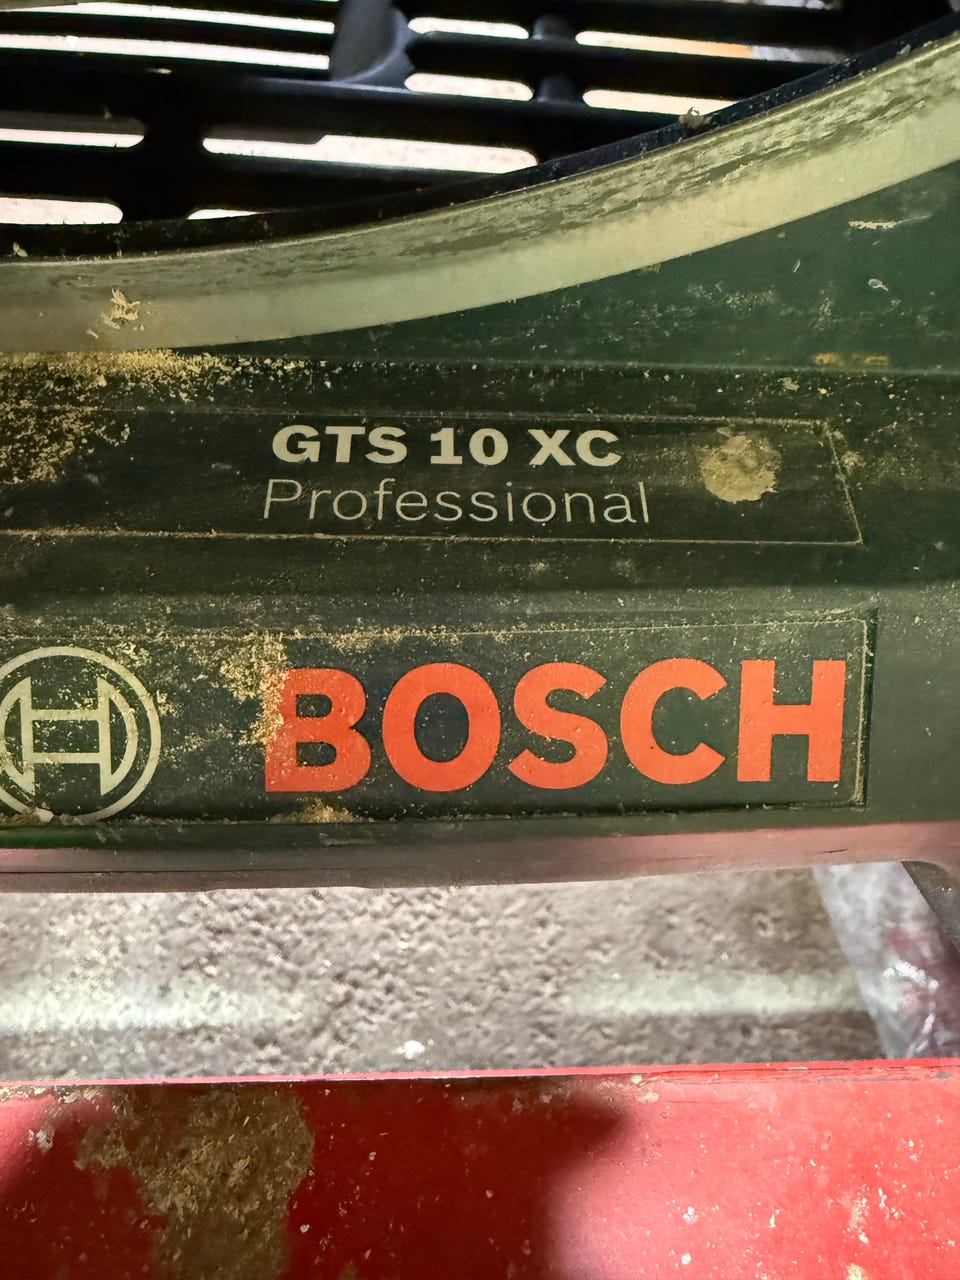 GTS 10 XC
Professional
BOSCH